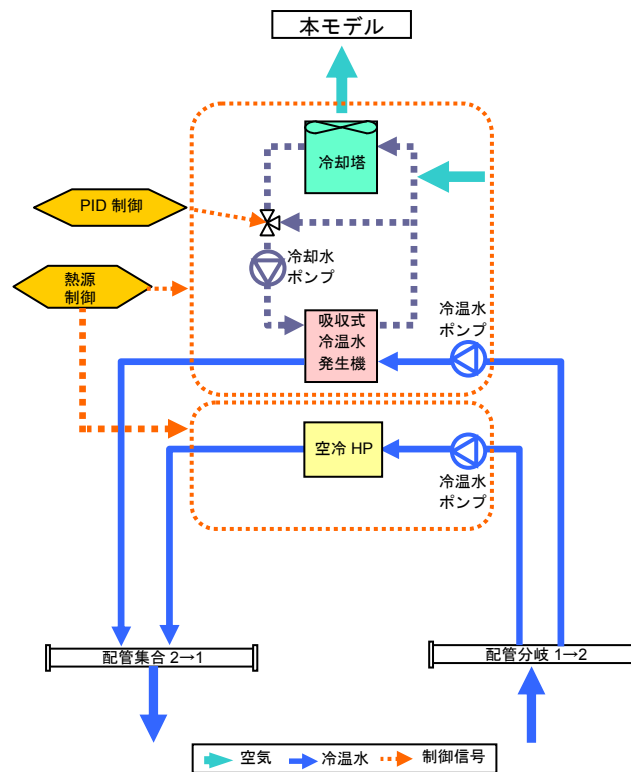 本モデル
冷却塔
PID 制御
冷却水
ポンプ
熱源
制御
吸収式
冷温水
発生機
冷温水
ポンプ
空冷 HP
冷温水
ポンプ
配管集合 2→1
配管分岐 1→2
空気
冷温水
制御信号